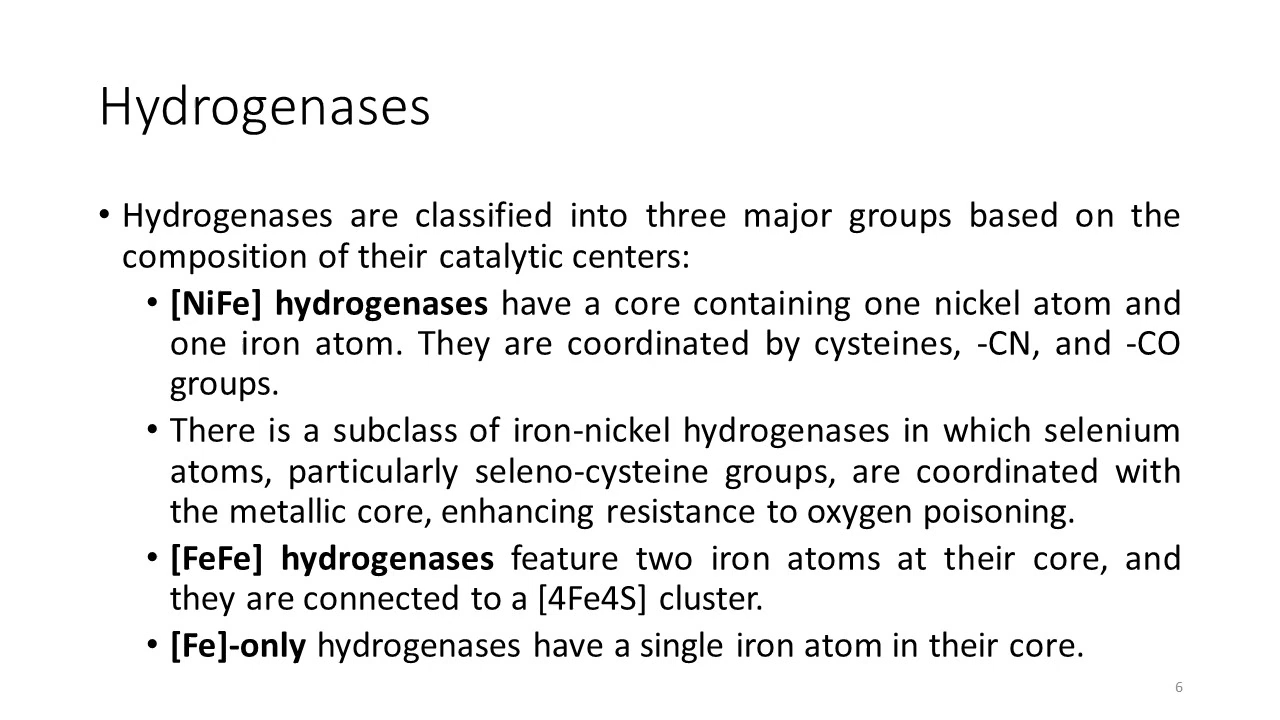 Hydrogenases
• Hydrogenases are classified into three major groups based on the
composition of their catalytic centers:
• [NiFe] hydrogenases have a core containing one nickel atom and
one iron atom. They are coordinated by cysteines, -CN, and -CO
groups.
• There is a subclass of iron-nickel hydrogenases in which selenium
atoms, particularly seleno-cysteine groups, are coordinated with
the metallic core, enhancing resistance to oxygen poisoning.
• [FeFe] hydrogenases feature two iron atoms at their core, and
they are connected to a [4Fe4S] cluster.
• [Fe]-only hydrogenases have a single iron atom in their core.
6